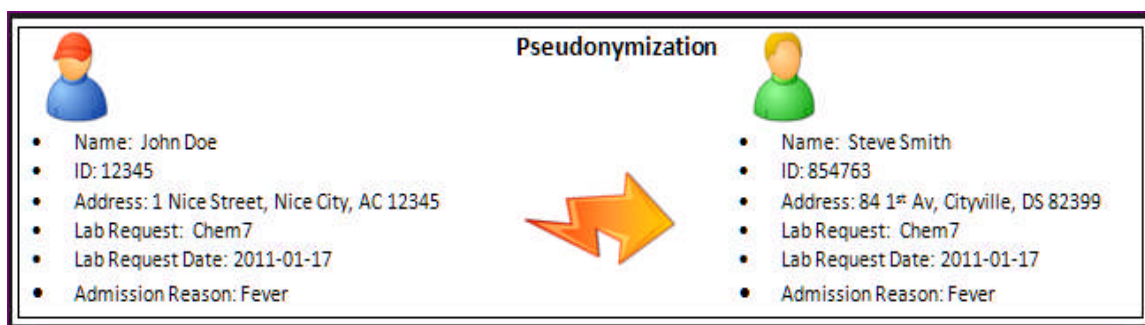 Pseudonymization
• Name: John Doe
• ID: 12345
• Address: 1 Nice Street, Nice City, AC 12345
• Lab Request: Chem7
• Lab Request Date: 2011-01-17
• Admission Reason: Fever
• Name: Steve Smith
• ID: 854763
• Address: 84 1st Av, Cityville, DS 82399
• Lab Request: Chem7
• Lab Request Date: 2011-01-17
• Admission Reason: Fever